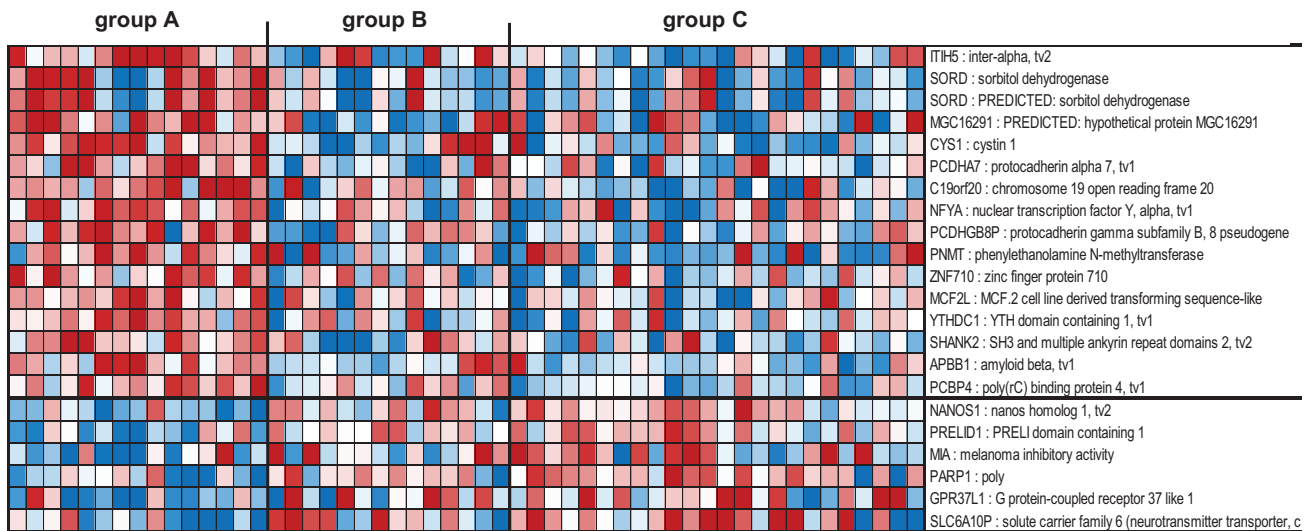 group A group B group C
ITIH5 : inter-alpha, tv2
SORD : sorbitol dehydrogenase
SORD : PREDICTED: sorbitol dehydrogenase
MGC16291 : PREDICTED: hypothetical protein MGC16291
CYS1 : cystin 1
PCDHA7 : protocadherin alpha 7, tv1
C19orf20 : chromosome 19 open reading frame 20
NFYA : nuclear transcription factor Y, alpha, tv1
PCDHGB8P : protocadherin gamma subfamily B, 8 pseudogene
PNMT : phenylethanolamine N-methyltransferase
ZNF710 : zinc finger protein 710
MCF2L : MCF.2 cell line derived transforming sequence-like
YTHDC1 : YTH domain containing 1, tv1
SHANK2 : SH3 and multiple ankyrin repeat domains 2, tv2
APBB1 : amyloid beta, tv1
PCBP4 : poly(rC) binding protein 4, tv1
NANOS1 : nanos homolog 1, tv2
PRELID1 : PRELI domain containing 1
MIA : melanoma inhibitory activity
PARP1 : poly
GPR37L1 : G protein-coupled receptor 37 like 1
SLC6A10P : solute carrier family 6 (neurotransmitter transporter, c